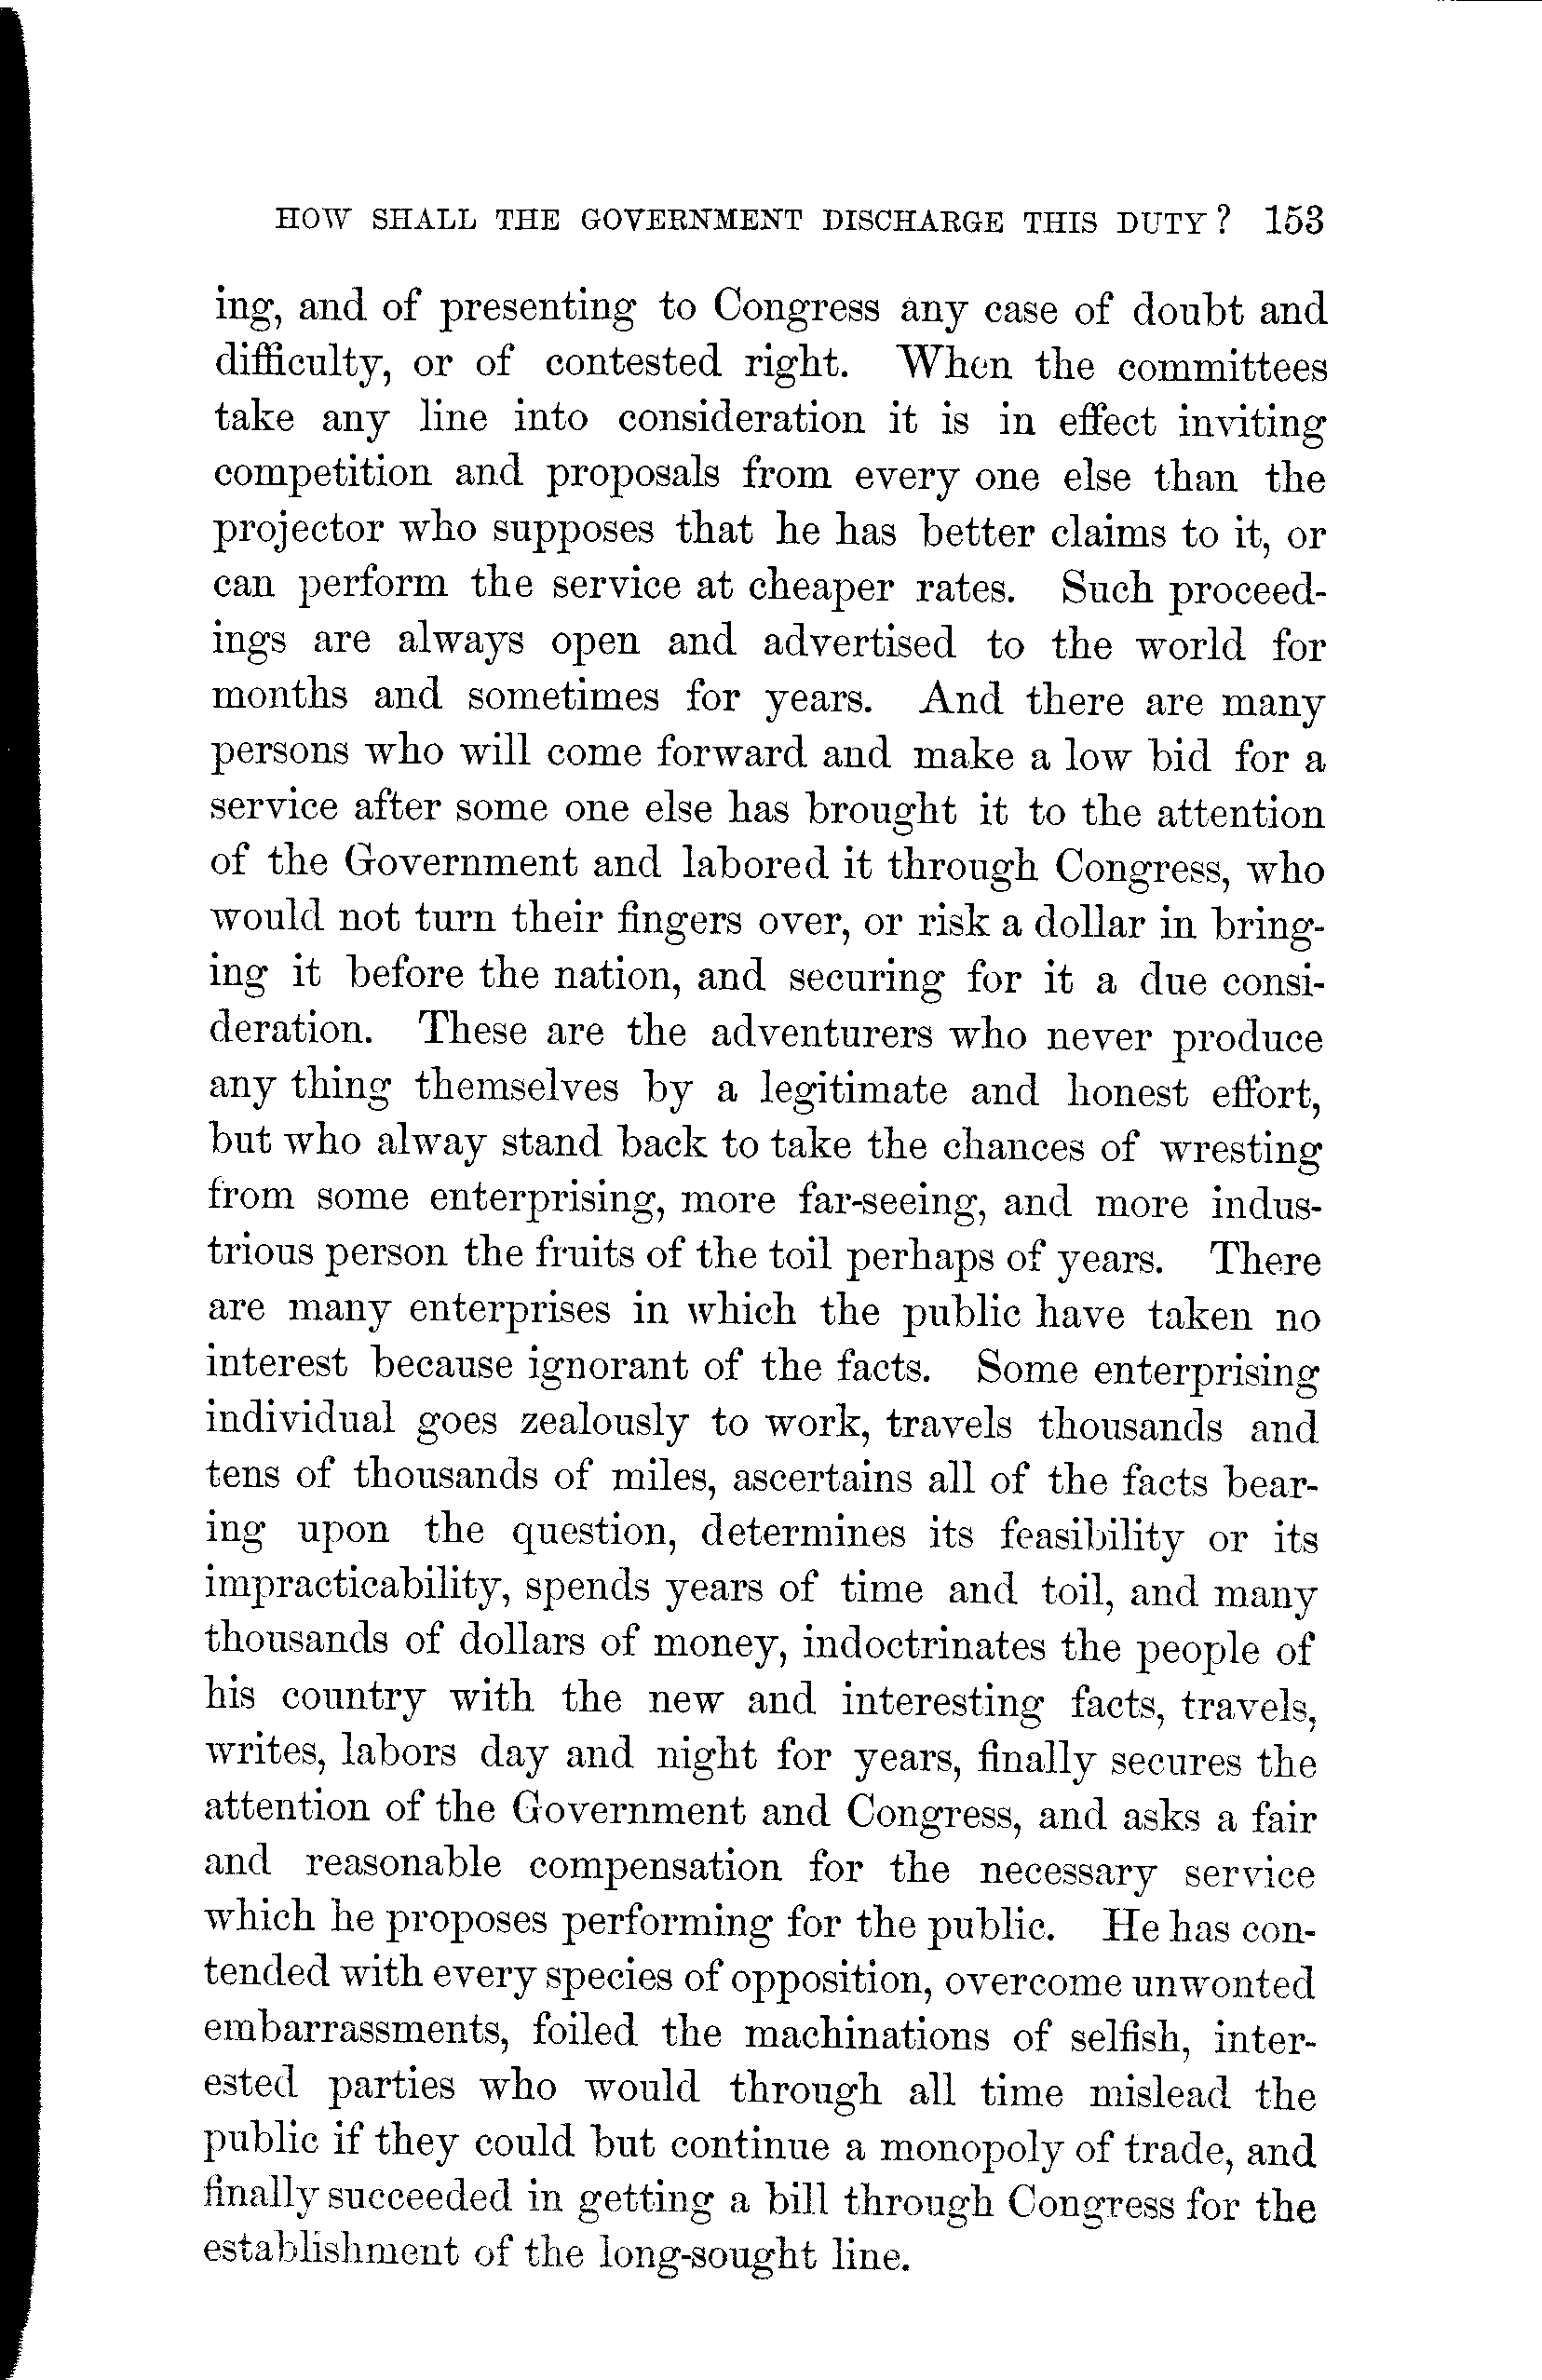 HOW SHALL THE GOVERNMENT DISCHARGE THIS DUTY? 153
ing, and of presenting to Congress any case of doubt and
difficulty, or of contested right. When the committees
take any line into consideration it is in effect inviting
competition and proposals from every one else than the
projector who supposes that he has better claims to it, or
can perform the service at cheaper rates. Such proceed-
ings are always open and advertised to the world for
months and sometimes for years. And there are many
persons who will come forward and make a low bid for a
service after some one else has brought it to the attention
of the Government and labored it through Congress, who
would not turn their fingers over, or risk a dollar in bring-
ing it before the nation, and securing for it a due consi-
deration. These are the adventurers who never produce
any thing themselves by a legitimate and honest effort,
but who alway stand back to take the chances of wresting
from some enterprising, more far-seeing, and more indus-
trious person the fruits of the toil perhaps of years. There
are many enterprises in which the public have taken no
interest because ignorant of the facts. Some enterprising
individual goes zealously to work, travels thousands and
tens of thousands of miles, ascertains all of the facts bear-
ing upon the question, determines its feasibility or its
impracticability, spends years of time and toil, and many
thousands of dollars of money, indoctrinates the people of
his country with the new and interesting facts, travels,
writes, labors day and night for years, finally secures the
attention of the Government and Congress, and asks a fair
and reasonable compensation for the necessary service
which he proposes performing for the public. He has con-
tended with every species of opposition, overcome unwonted
embarrassments, foiled the machinations of selfish, inter-
ested parties who would through all time mislead the
public if they could but continue a monopoly of trade, and
finally succeeded in getting a bill through Congress for the
establishment of the long-sought line.